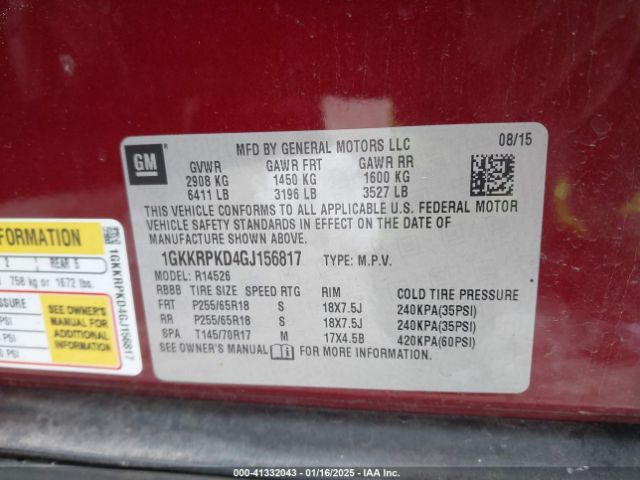 GM
MFD BY GENERAL MOTORS LLC 08/15
GVWR GAWR FRT GAWR RR
2908 KG 1450 KG 1600 KG
6411 LB 3196 LB 3527 LB
THIS VEHICLE CONFORMS TO ALL APPLICABLE U.S. FEDERAL MOTOR
VEHICLE SAFETY STANDARDS IN EFFECT ON THE DATE OF
MANUFACTURE SHOWN ABOVE.
1GKKRPKD4GJ156817 TYPE: M.P.V.
MODEL: R14526
RBBB TIRE SIZE SPEED RTG RIM COLD TIRE PRESSURE
FRT P255/65R18 S 18X7.5J 240KPA(35PSI)
RR P255/65R18 S 18X7.5J 240KPA(35PSI)
SPA T145/70R17 M 17X4.5B 420KPA(60PSI)
SEE OWNER'S MANUAL FOR MORE INFORMATION.
FORMATION
2 REAR 5
758 kg or 1672 lbs.
SEE OWNER'S
MANUAL FOR
ADDITIONAL
INFORMATION
1GKKRPKD4GJ156817
000-41332043 - 01/16/2025 - IAA Inc.